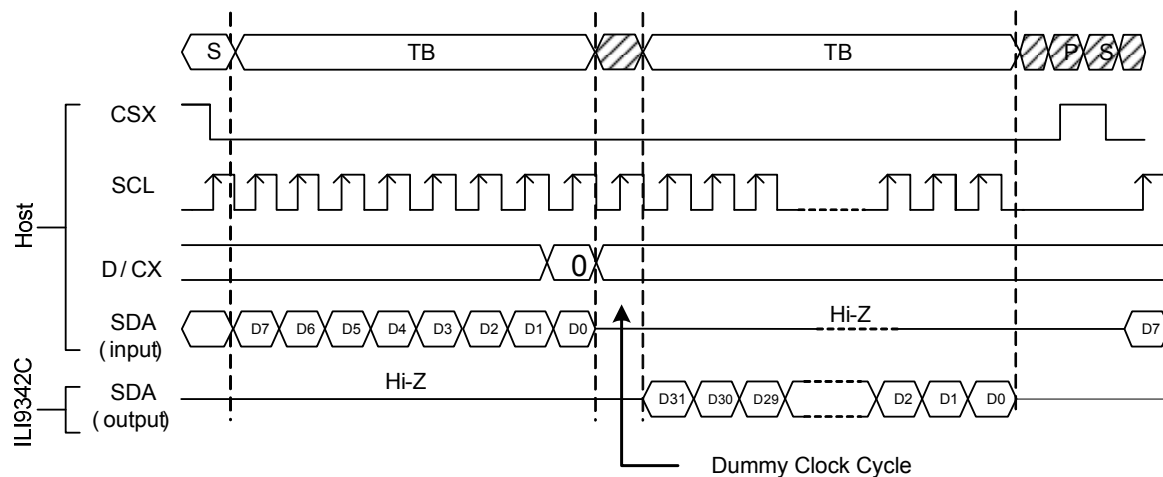 S TB TB P S
CSX
SCL
D/CX 0
Host
SDA
(input)
D7 D6 D5 D4 D3 D2 D1 D0 Hi-Z D7
ILI9342C
SDA
(output)
Hi-Z D31 D30 D29 D2 D1 D0
Dummy Clock Cycle